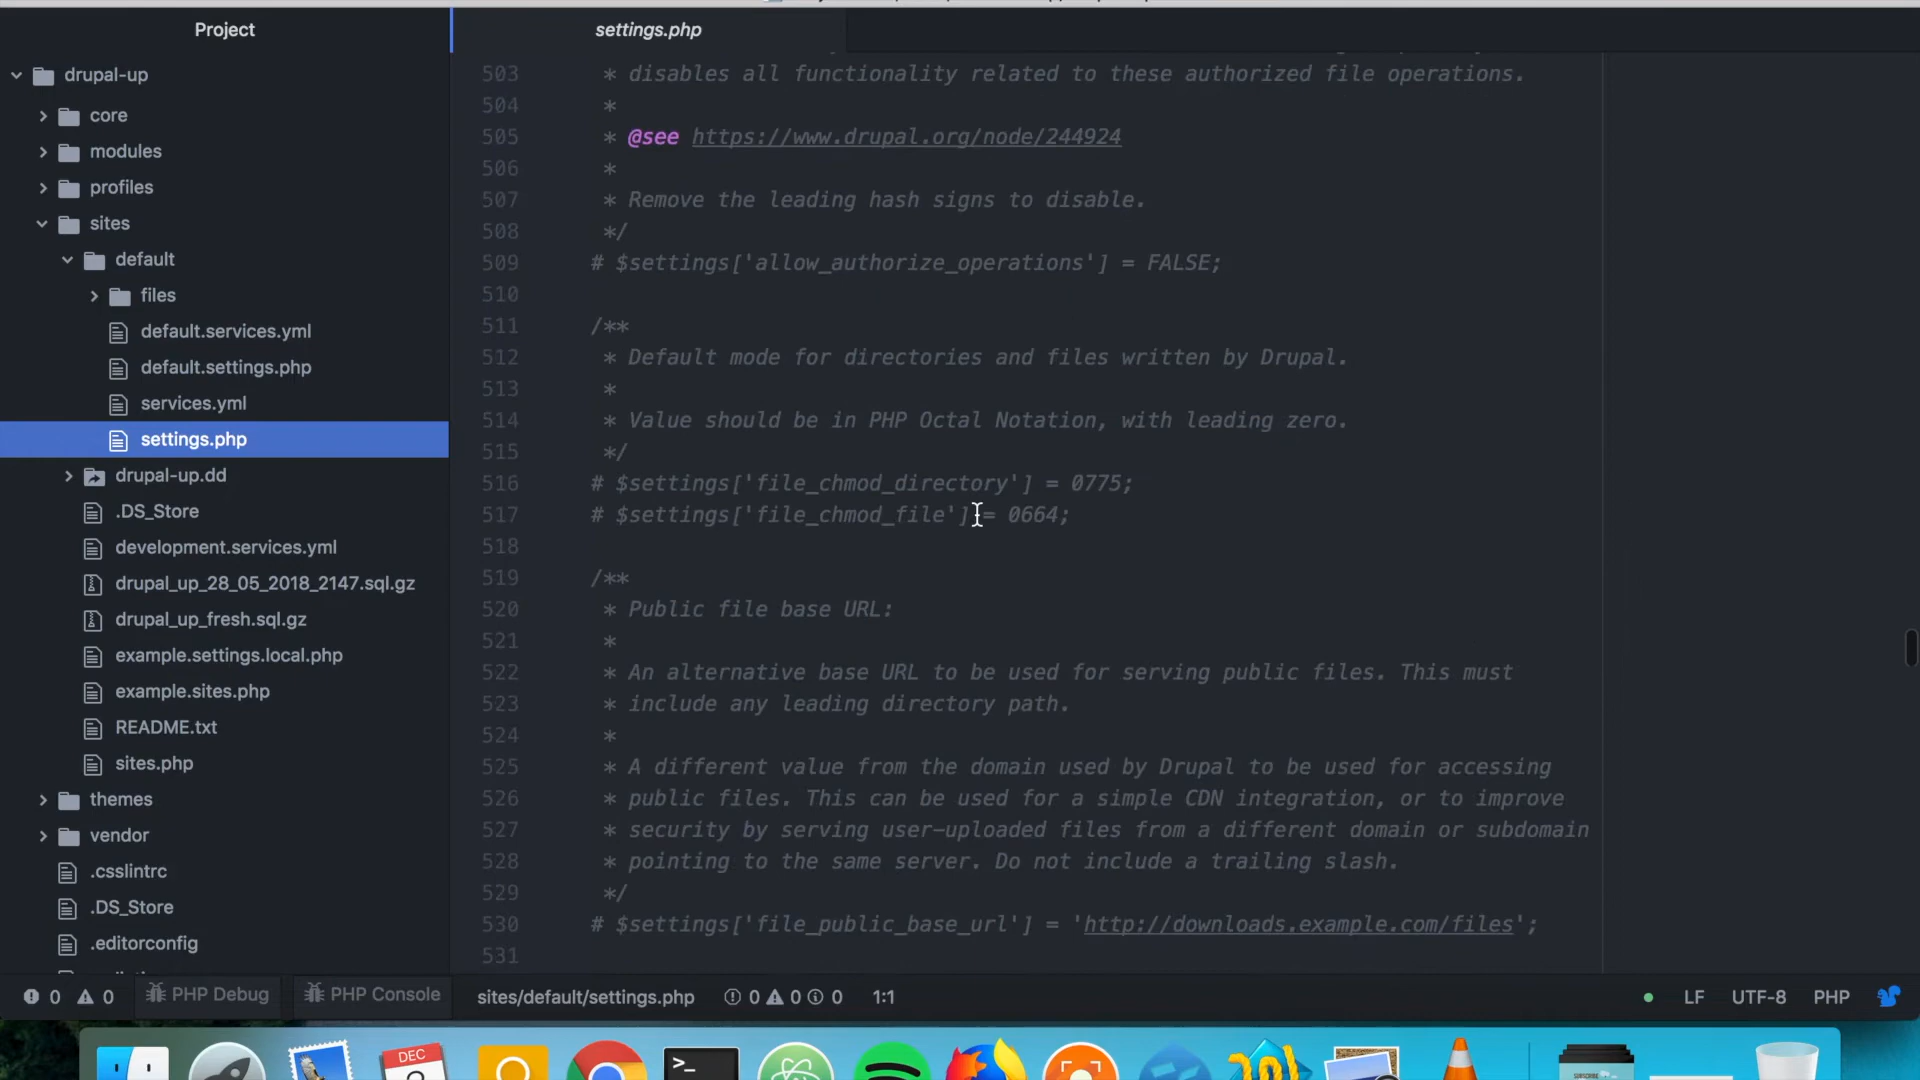 Project
settings.php
drupal-up
core
modules
profiles
sites
default
files
default.services.yml
default.settings.php
services.yml
settings.php
drupal-up.dd
.DS_Store
development.services.yml
drupal_up_28_05_2018_2147.sql.gz
drupal_up_fresh.sql.gz
example.settings.local.php
example.sites.php
README.txt
sites.php
themes
vendor
.csslintrc
.DS_Store
.editorconfig
503 * disables all functionality related to these authorized file operations.
504 *
505 * @see https://www.drupal.org/node/244924
506 *
507 * Remove the leading hash signs to disable.
508 */
509 # $settings['allow_authorize_operations'] = FALSE;
510
511 /**
512 * Default mode for directories and files written by Drupal.
513 *
514 * Value should be in PHP Octal Notation, with leading zero.
515 */
516 # $settings['file_chmod_directory'] = 0775;
517 # $settings['file_chmod_file'] = 0664;
518
519 /**
520 * Public file base URL:
521 *
522 * An alternative base URL to be used for serving public files. This must
523 * include any leading directory path.
524 *
525 * A different value from the domain used by Drupal to be used for accessing
526 * public files. This can be used for a simple CDN integration, or to improve
527 * security by serving user-uploaded files from a different domain or subdomain
528 * pointing to the same server. Do not include a trailing slash.
529 */
530 # $settings['file_public_base_url'] = 'http://downloads.example.com/files';
531
0 0 PHP Debug PHP Console sites/default/settings.php 0 0 0 1:1 LF UTF-8 PHP
DEC
>_